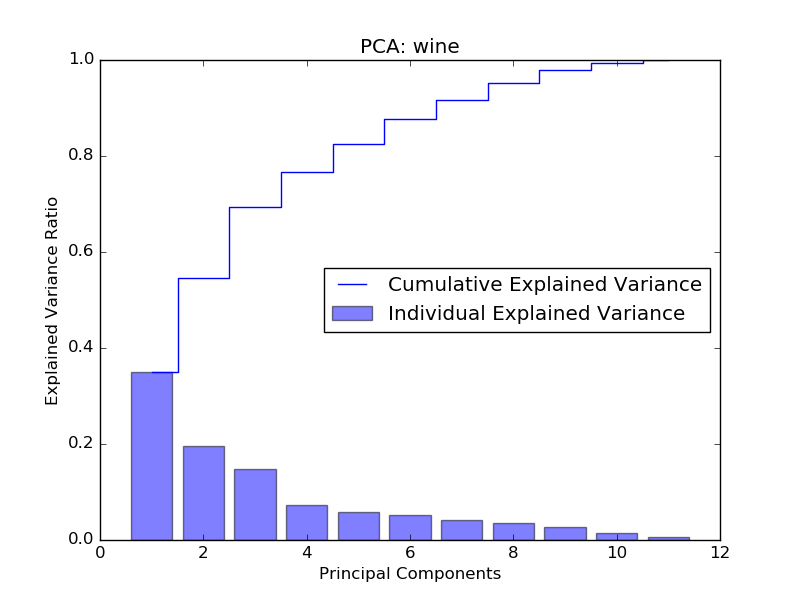 PCA: wine
1.0
0.8
0.6
0.4
0.2
0.0
Explained Variance Ratio
Cumulative Explained Variance
Individual Explained Variance
0 2 4 6 8 10 12
Principal Components